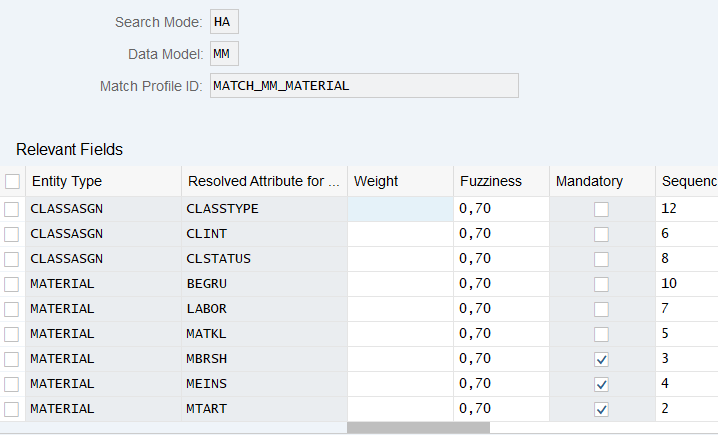 Search Mode: HA
Data Model: MM
Match Profile ID: MATCH_MM_MATERIAL
Relevant Fields
Entity Type Resolved Attribute for ... Weight Fuzziness Mandatory Sequenc
CLASSASGN CLASSTYPE 0,70 12
CLASSASGN CLINT 0,70 6
CLASSASGN CLSTATUS 0,70 8
MATERIAL BEGRU 0,70 10
MATERIAL LABOR 0,70 7
MATERIAL MATKL 0,70 5
MATERIAL MBRSH 0,70 3
MATERIAL MEINS 0,70 4
MATERIAL MTART 0,70 2